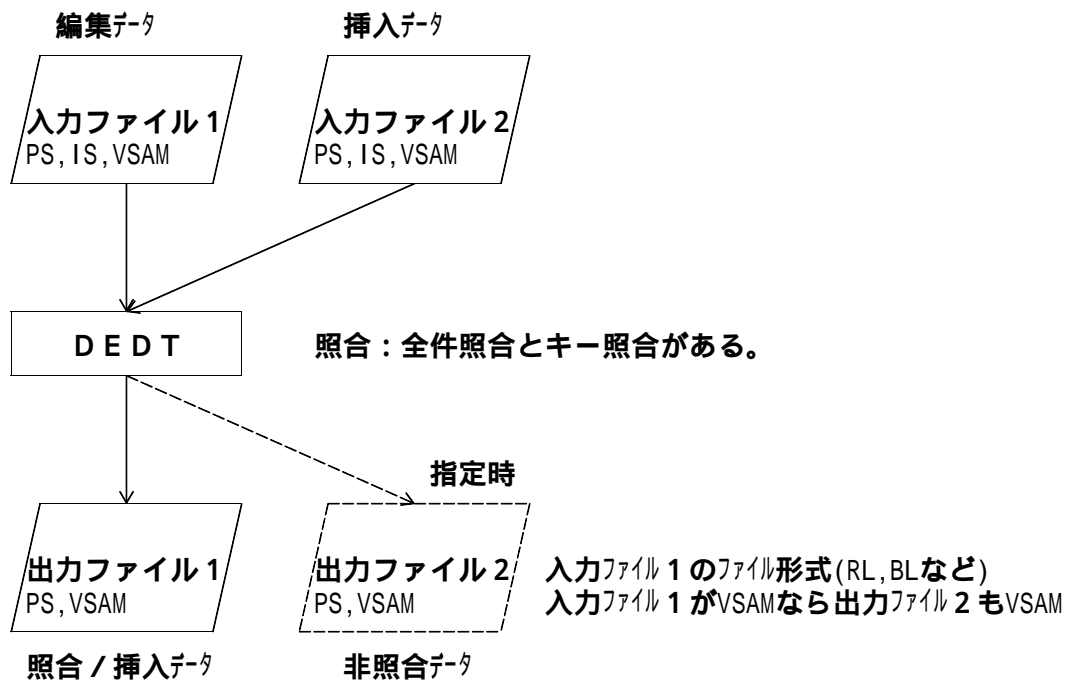 編集ﾃﾞｰﾀ
挿入ﾃﾞｰﾀ
入力ファイル1
PS,IS,VSAM
入力ファイル2
PS,IS,VSAM
DEDT
照合:全件照合とキー照合がある。
指定時
出力ファイル1
PS,VSAM
出力ファイル2
PS,VSAM
入力ﾌｧｲﾙ1のﾌｧｲﾙ形式(RL,BLなど)
入力ﾌｧｲﾙ1がVSAMなら出力ﾌｧｲﾙ2もVSAM
照合/挿入ﾃﾞｰﾀ
非照合ﾃﾞｰﾀ